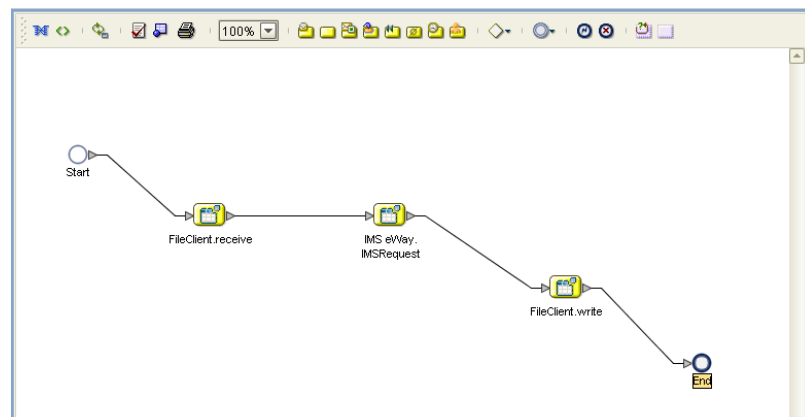 100%
Start
FileClient.receive
IMS eWay.
IMSRequest
FileClient.write
End